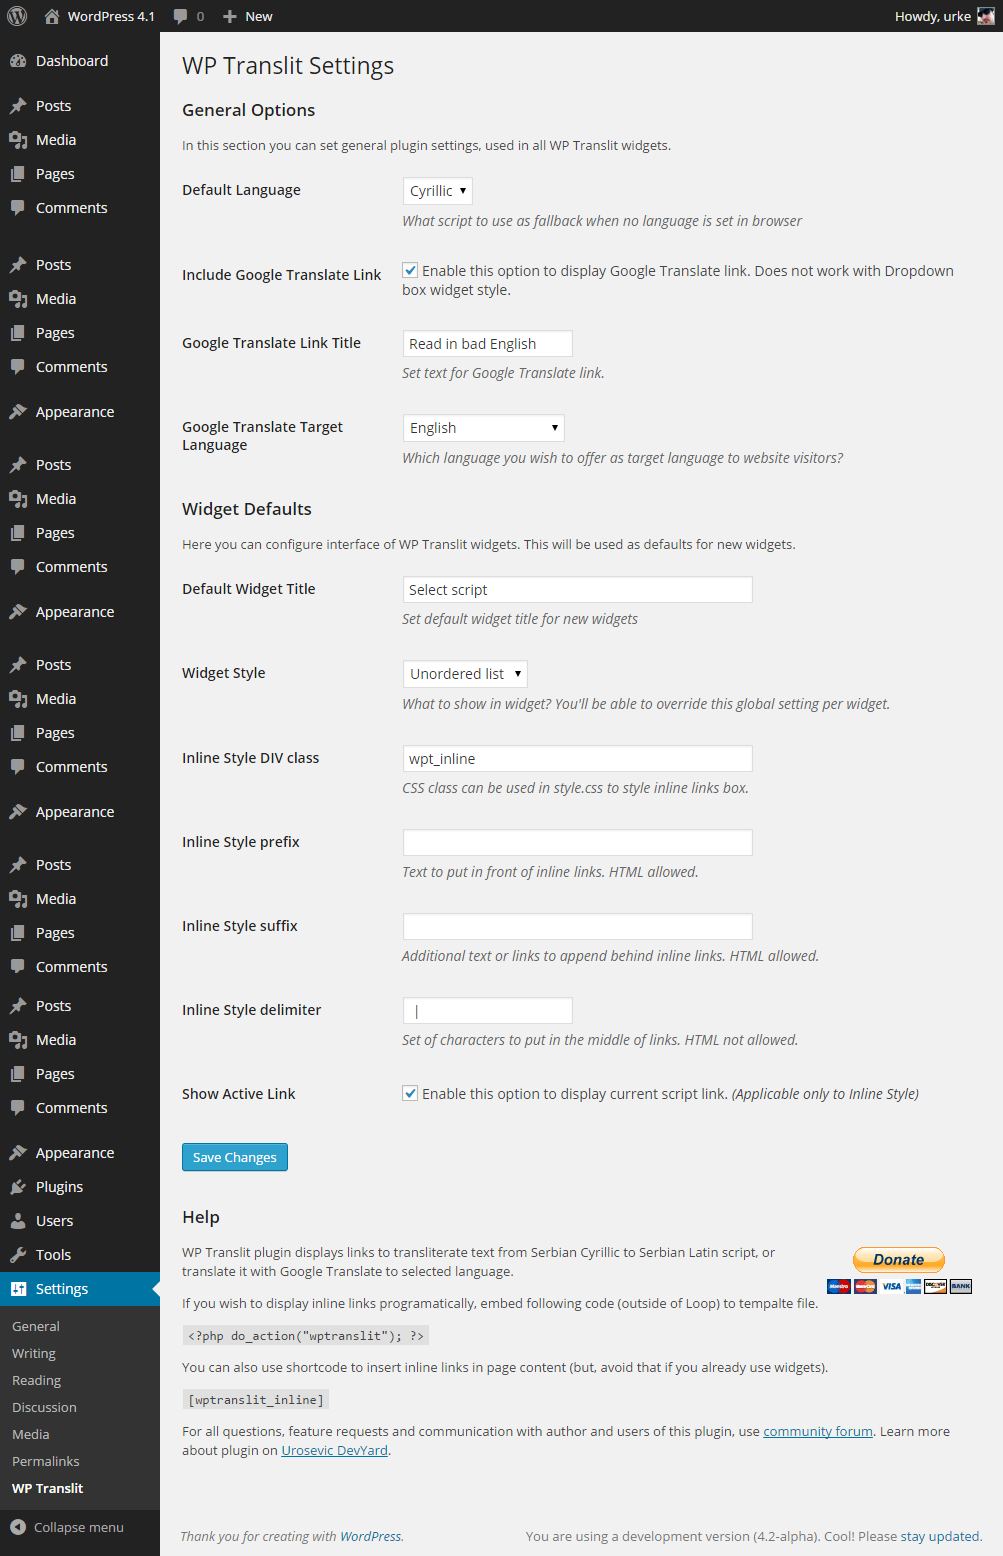 WordPress 4.1 0 New Howdy, urke
Dashboard
Posts
Media
Pages
Comments
Posts
Media
Pages
Comments
Appearance
Posts
Media
Pages
Comments
Appearance
Posts
Media
Pages
Comments
Appearance
Posts
Media
Pages
Comments
Posts
Media
Pages
Comments
Appearance
Plugins
Users
Tools
Settings
General
Writing
Reading
Discussion
Media
Permalinks
WP Translit
Collapse menu
WP Translit Settings
General Options
In this section you can set general plugin settings, used in all WP Translit widgets.
Default Language
Cyrillic
What script to use as fallback when no language is set in browser
Include Google Translate Link
Enable this option to display Google Translate link. Does not work with Dropdown
box widget style.
Google Translate Link Title
Read in bad English
Set text for Google Translate link.
Google Translate Target
Language
English
Which language you wish to offer as target language to website visitors?
Widget Defaults
Here you can configure interface of WP Translit widgets. This will be used as defaults for new widgets.
Default Widget Title
Select script
Set default widget title for new widgets
Widget Style
Unordered list
What to show in widget? You'll be able to override this global setting per widget.
Inline Style DIV class
wpt_inline
CSS class can be used in style.css to style inline links box.
Inline Style prefix
Text to put in front of inline links. HTML allowed.
Inline Style suffix
Additional text or links to append behind inline links. HTML allowed.
Inline Style delimiter
|
Set of characters to put in the middle of links. HTML not allowed.
Show Active Link
Enable this option to display current script link. (Applicable only to Inline Style)
Save Changes
Help
WP Translit plugin displays links to transliterate text from Serbian Cyrillic to Serbian Latin script, or
translate it with Google Translate to selected language.
Donate
Maestro MasterCard VISA DISCOVER BANK
If you wish to display inline links programatically, embed following code (outside of Loop) to tempalte file.
<?php do_action("wptranslit"); ?>
You can also use shortcode to insert inline links in page content (but, avoid that if you already use widgets).
[wptranslit_inline]
For all questions, feature requests and communication with author and users of this plugin, use community forum. Learn more
about plugin on Urosevic DevYard.
Thank you for creating with WordPress.
You are using a development version (4.2-alpha). Cool! Please stay updated.